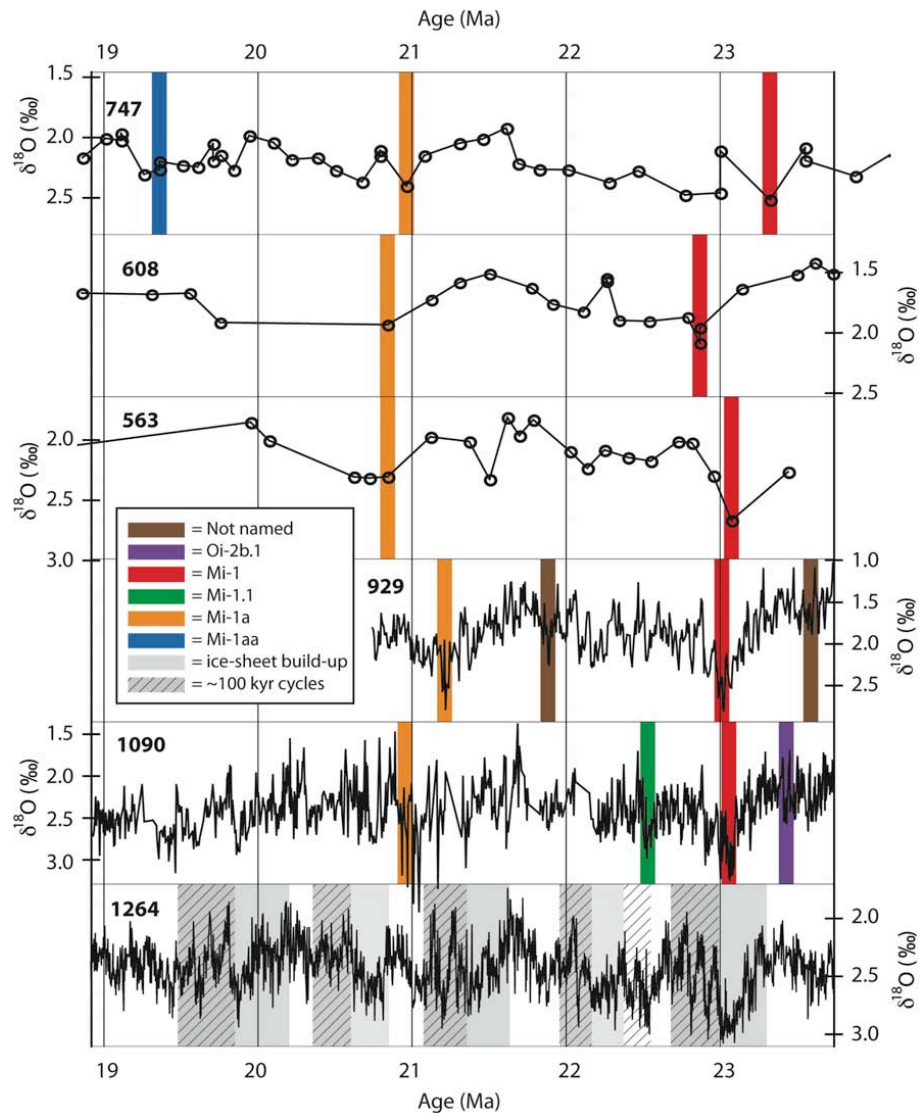 Age (Ma)
19 20 21 22 23
747
δ18O (‰)
1.5
2.0
2.5
608
1.5
2.0
2.5
δ18O (‰)
563
δ18O (‰)
2.0
2.5
3.0
= Not named
= Oi-2b.1
= Mi-1
= Mi-1.1
= Mi-1a
= Mi-1aa
= ice-sheet build-up
= ~100 kyr cycles
929
1.0
1.5
2.0
2.5
δ18O (‰)
1090
δ18O (‰)
1.5
2.0
2.5
3.0
1264
2.0
2.5
3.0
δ18O (‰)
19 20 21 22 23
Age (Ma)